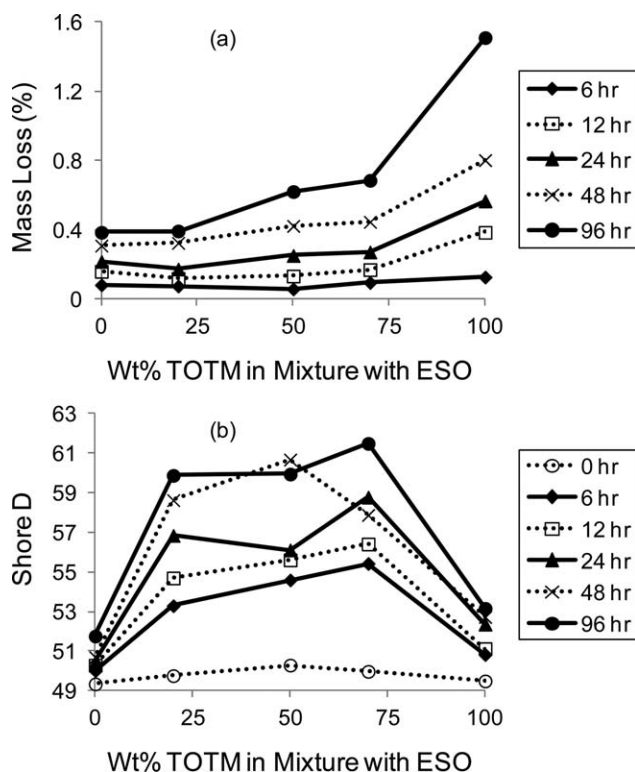 (a)
Mass Loss (%)
1.6
1.2
0.8
0.4
0
0 25 50 75 100
Wt% TOTM in Mixture with ESO
6 hr
12 hr
24 hr
48 hr
96 hr
(b)
Shore D
63
61
59
57
55
53
51
49
0 25 50 75 100
Wt% TOTM in Mixture with ESO
0 hr
6 hr
12 hr
24 hr
48 hr
96 hr